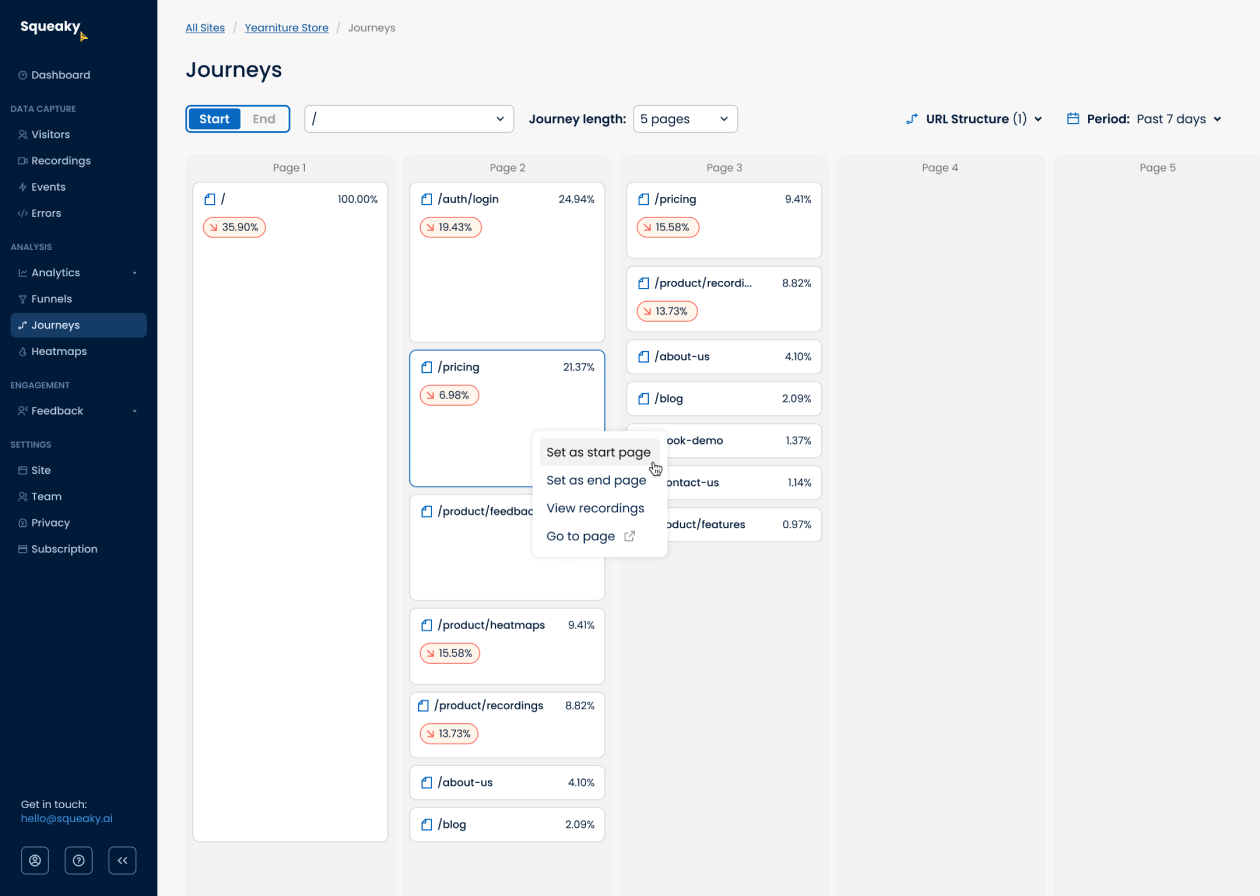 Squeaky
Dashboard
DATA CAPTURE
Visitors
Recordings
Events
Errors
ANALYSIS
Analytics
Funnels
Journeys
Heatmaps
ENGAGEMENT
Feedback
SETTINGS
Site
Team
Privacy
Subscription
Get in touch:
hello@squeaky.ai
All Sites / Yearniture Store / Journeys
Journeys
Start End
/
Journey length: 5 pages
URL Structure (1)
Period: Past 7 days
Page 1
/ 100.00%
35.90%
Page 2
/auth/login 24.94%
19.43%
/pricing 21.37%
6.98%
/product/feedbac
/product/heatmaps 9.41%
15.58%
/product/recordings 8.82%
13.73%
/about-us 4.10%
/blog 2.09%
Set as start page
Set as end page
View recordings
Go to page
Page 3
/pricing 9.41%
15.58%
/product/recordi... 8.82%
13.73%
/about-us 4.10%
/blog 2.09%
ook-demo 1.37%
ontact-us 1.14%
oduct/features 0.97%
Page 4
Page 5